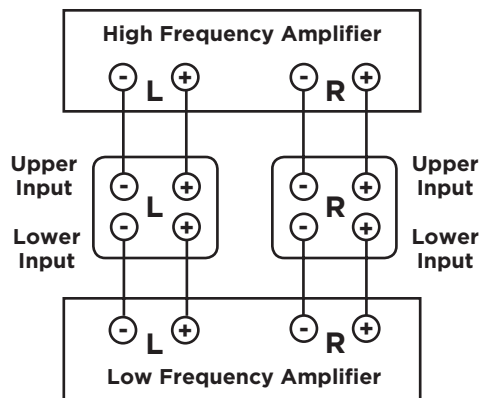 High Frequency Amplifier
- L + - R +
Upper Input
- L +
- R +
Upper Input
Lower Input
- +
- +
Lower Input
- L + - R +
Low Frequency Amplifier